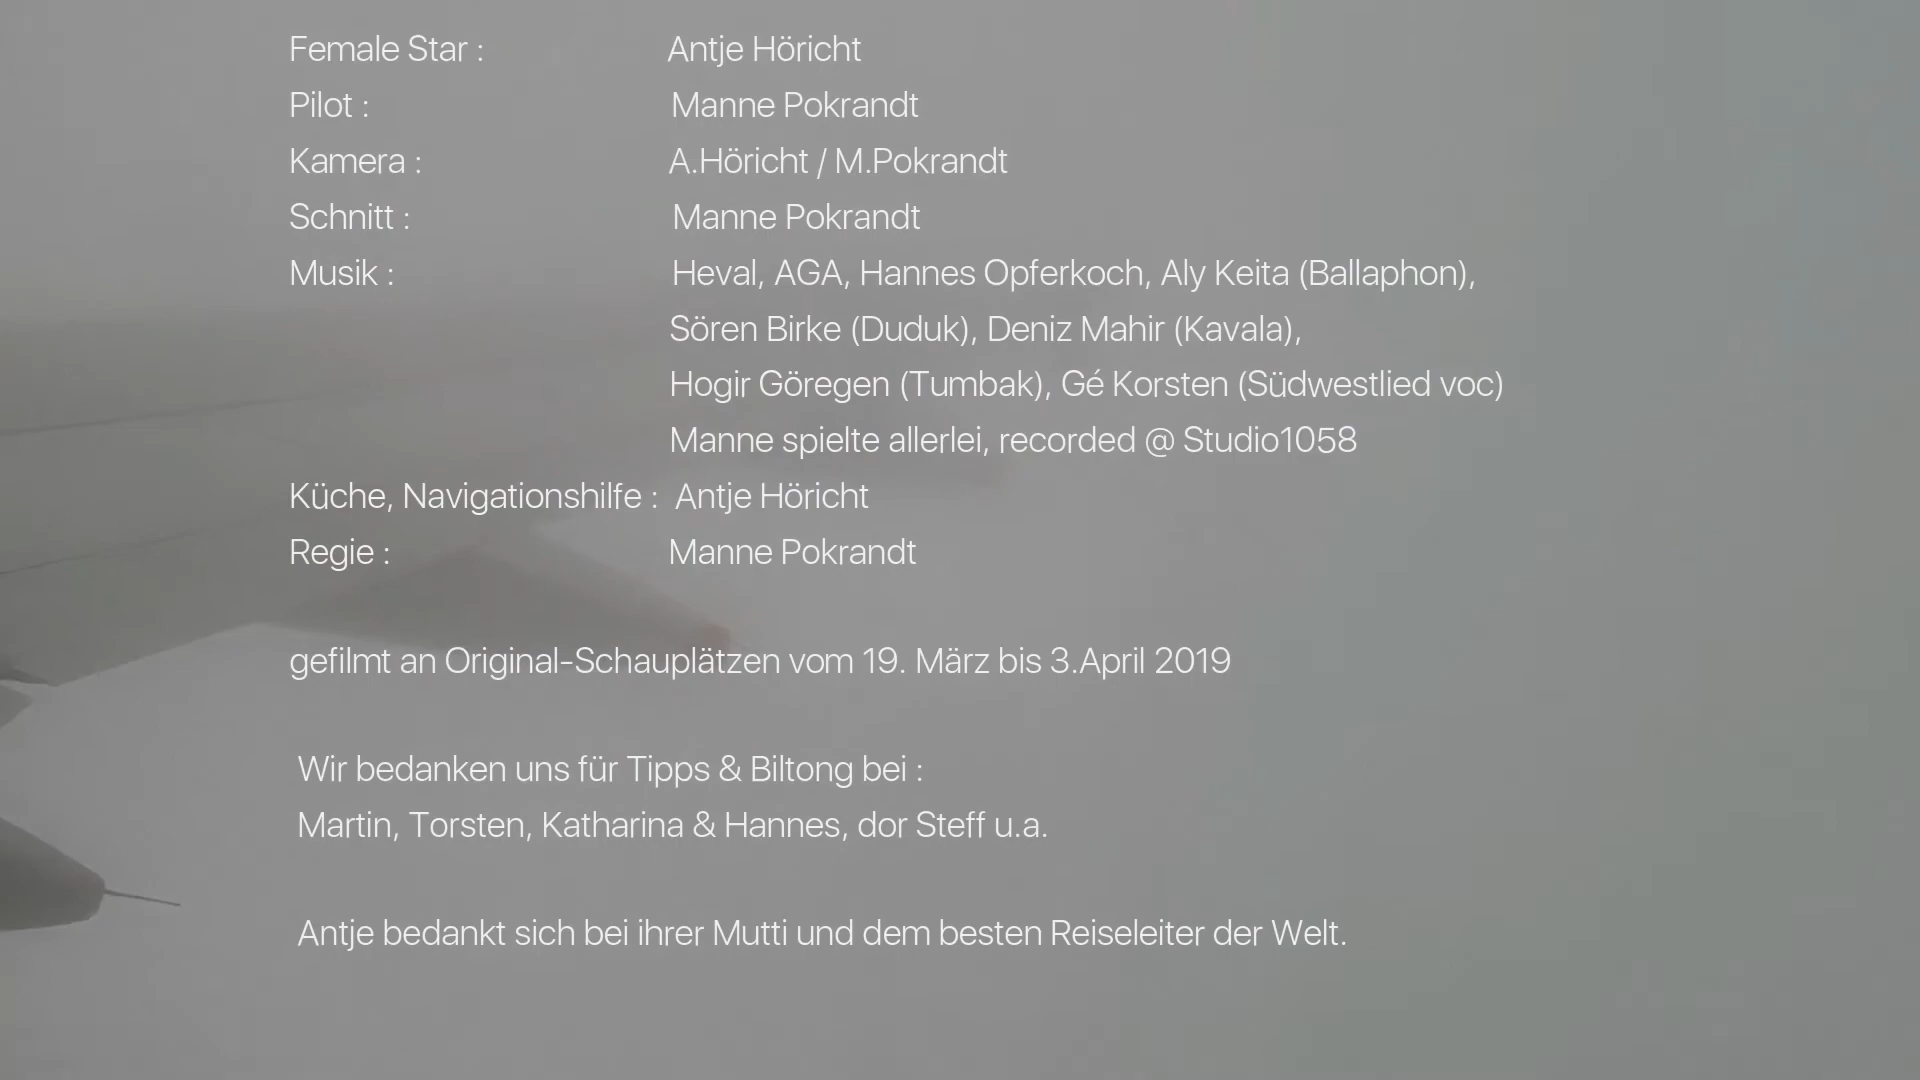 Female Star : Antje Höricht
Pilot : Manne Pokrandt
Kamera : A.Höricht / M.Pokrandt
Schnitt : Manne Pokrandt
Musik : Heval, AGA, Hannes Opferkoch, Aly Keita (Ballaphon),
Sören Birke (Duduk), Deniz Mahir (Kavala),
Hogir Göregen (Tumbak), Gé Korsten (Südwestlied voc)
Manne spielte allerlei, recorded @ Studio1058
Küche, Navigationshilfe : Antje Höricht
Regie : Manne Pokrandt
gefilmt an Original-Schauplätzen vom 19. März bis 3.April 2019
Wir bedanken uns für Tipps & Biltong bei :
Martin, Torsten, Katharina & Hannes, dor Steff u.a.
Antje bedankt sich bei ihrer Mutti und dem besten Reiseleiter der Welt.